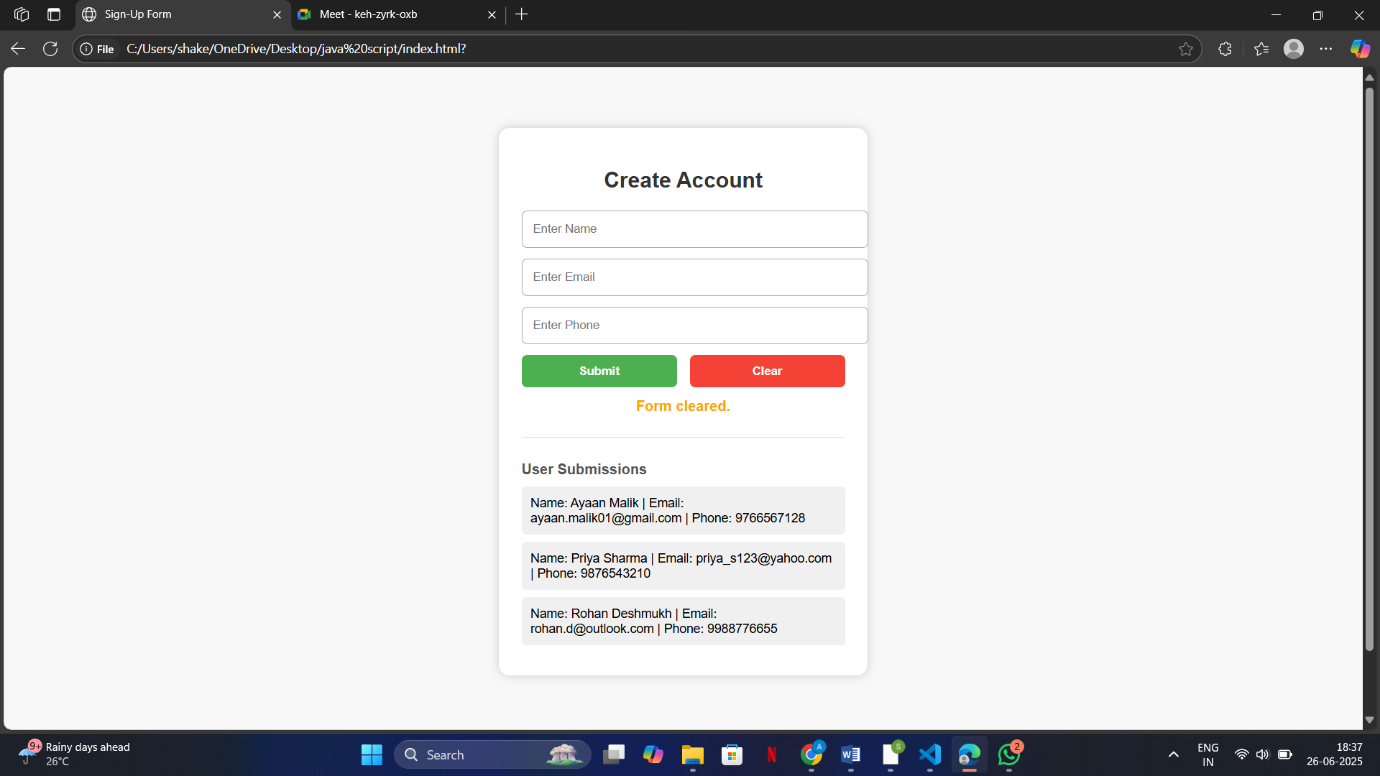 Sign-Up Form
Meet - keh-zyrk-oxb
File C:/Users/shake/OneDrive/Desktop/java%20script/index.html?
Create Account
Enter Name
Enter Email
Enter Phone
Submit Clear
Form cleared.
User Submissions
Name: Ayaan Malik | Email:
ayaan.malik01@gmail.com | Phone: 9766567128
Name: Priya Sharma | Email: priya_s123@yahoo.com
| Phone: 9876543210
Name: Rohan Deshmukh | Email:
rohan.d@outlook.com | Phone: 9988776655
9+ Rainy days ahead
26°C
Search
A
S
2
ENG
IN
18:37
26-06-2025